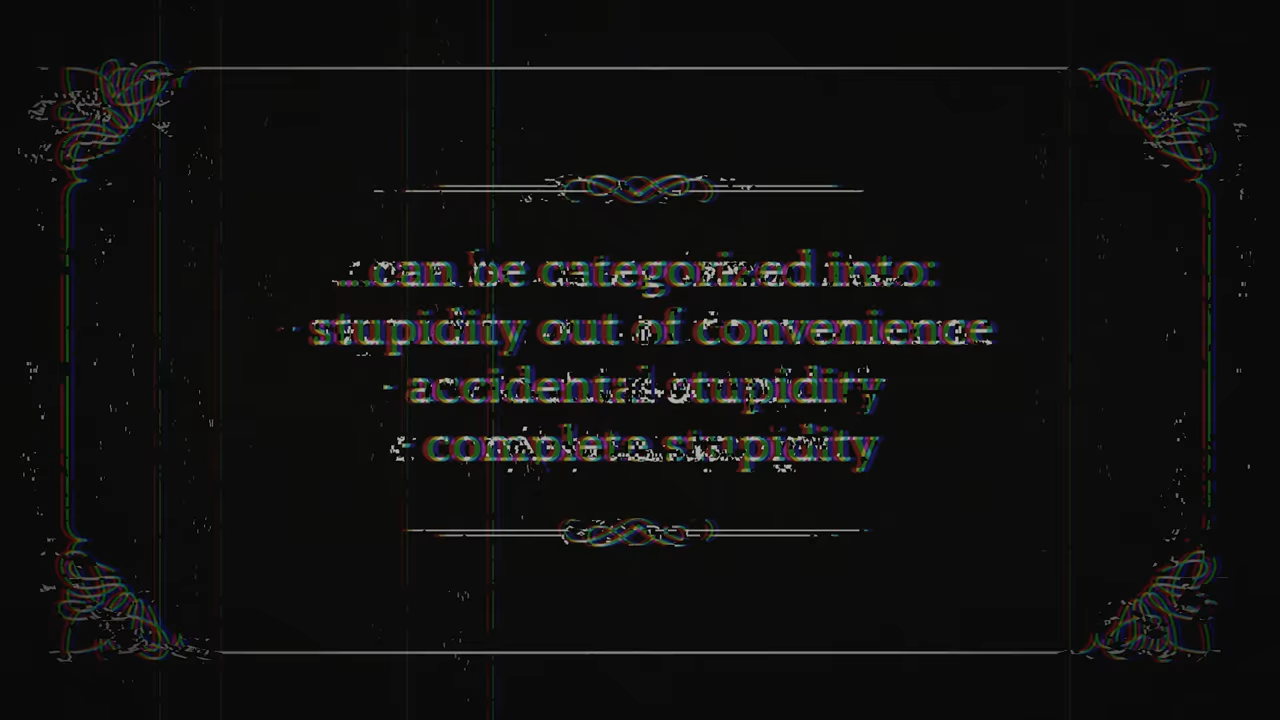 ...can be categorized into:
- stupidity out of convenience
- accidental stupidity
- complete stupidity